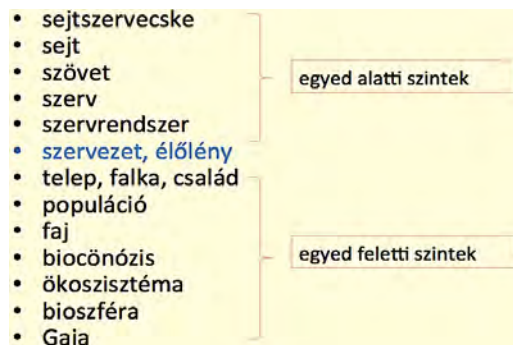 • sejtszervecske
• sejt
• szövet
• szerv
• szervrendszer
• szervezet, élőlény
• telep, falka, család
• populáció
• faj
• biocönózis
• ökoszisztéma
• bioszféra
• Gaia
egyed alatti szintek
egyed feletti szintek